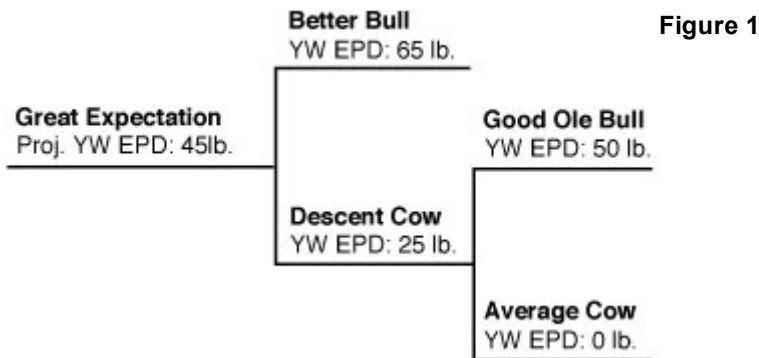 Figure 1
Better Bull
YW EPD: 65 lb.
Great Expectation
Proj. YW EPD: 45lb.
Good Ole Bull
YW EPD: 50 lb.
Descent Cow
YW EPD: 25 lb.
Average Cow
YW EPD: 0 lb.